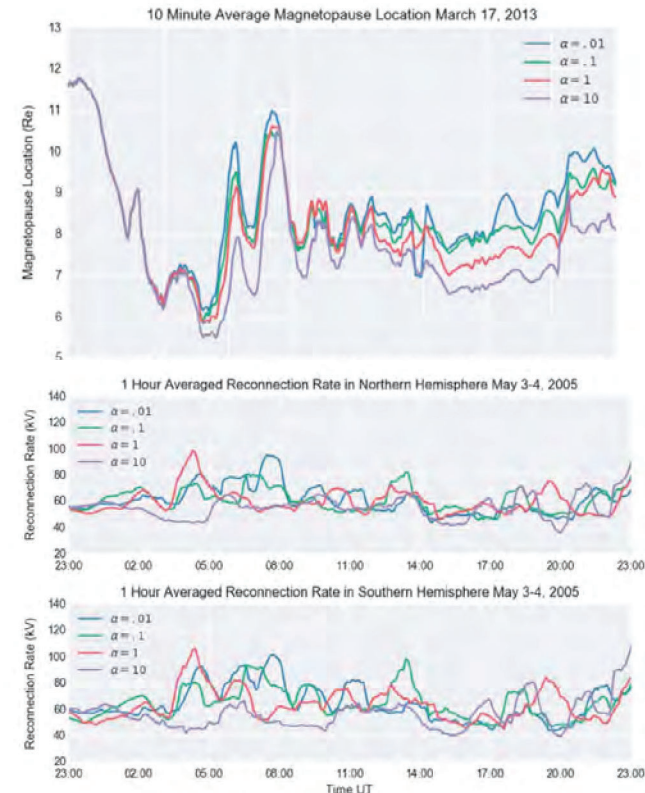 10 Minute Average Magnetopause Location March 17, 2013
13
12
11
10
9
8
7
6
5
Magnetopause Location (Re)
α = .01
α = .1
α = 1
α = 10
1 Hour Averaged Reconnection Rate in Northern Hemisphere May 3-4, 2005
140
120
100
80
60
40
20
Reconnection Rate (kV)
α = .01
α = .1
α = 1
α = 10
23:00 02:00 05:00 08:00 11:00 14:00 17:00 20:00 23:00
1 Hour Averaged Reconnection Rate in Southern Hemisphere May 3-4, 2005
140
120
100
80
60
40
20
Reconnection Rate (kV)
α = .01
α = .1
α = 1
α = 10
23:00 02:00 05:00 08:00 11:00 14:00 17:00 20:00 23:00
Time UT